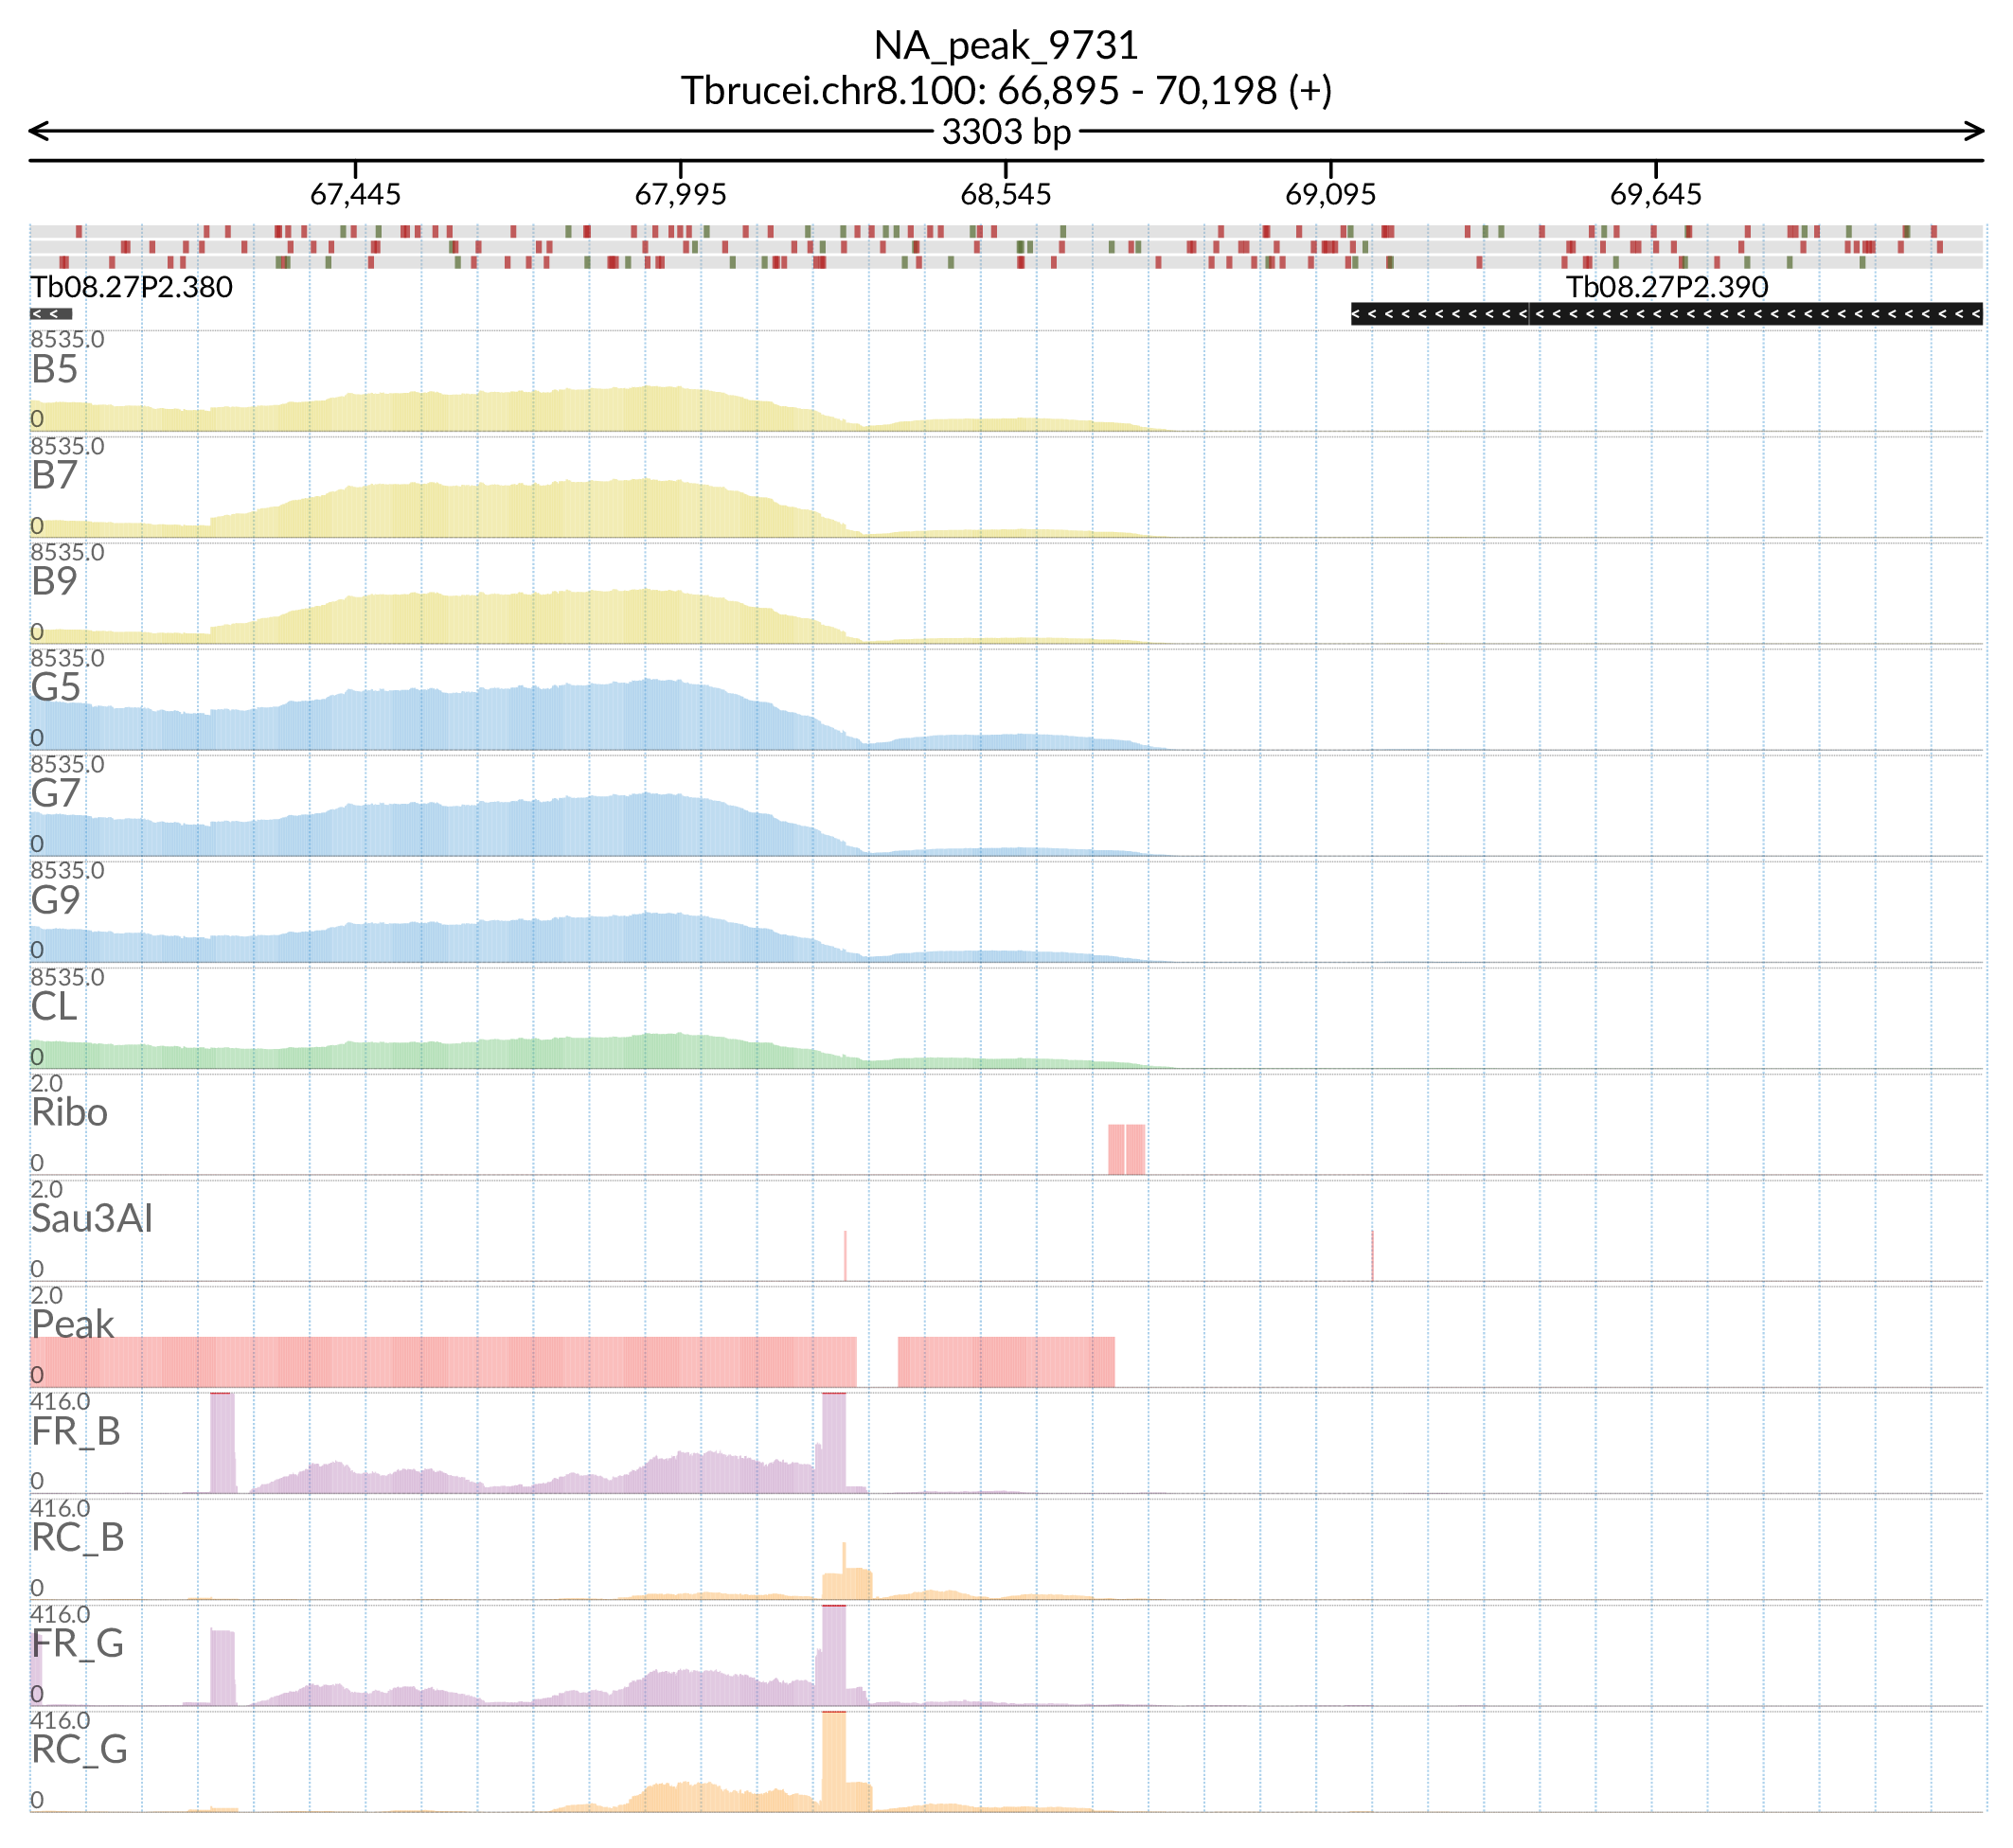 NA_peak_9731
Tbrucei.chr8.100: 66,895 - 70,198 (+)
3303 bp
67,445 67,995 68,545 69,095 69,645
Tb08.27P2.380 Tb08.27P2.390
8535.0
B5
0
8535.0
B7
0
8535.0
B9
0
8535.0
G5
0
8535.0
G7
0
8535.0
G9
0
8535.0
CL
0
2.0
Ribo
0
2.0
Sau3AI
0
2.0
Peak
0
416.0
FR_B
0
416.0
RC_B
0
416.0
FR_G
0
416.0
RC_G
0